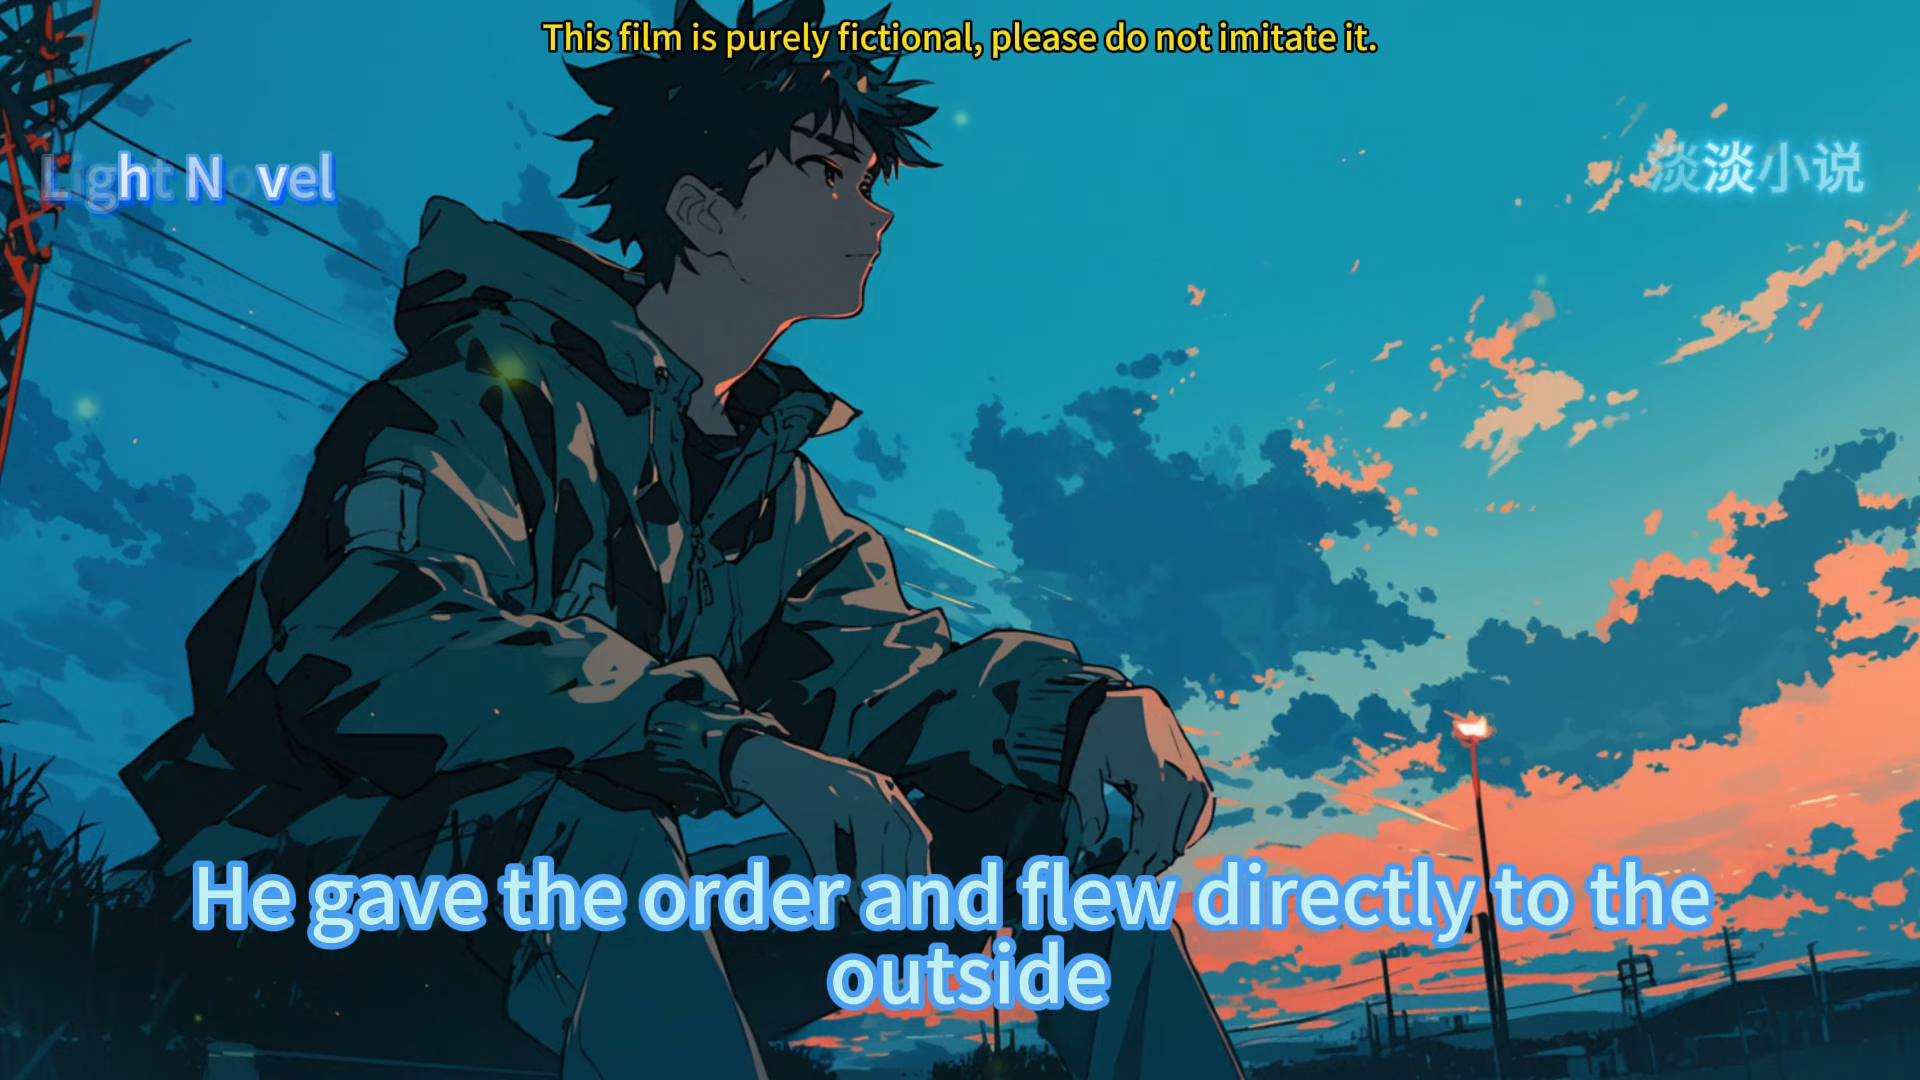 This film is purely fictional, please do not imitate it.
Light Novel
淡淡小说
He gave the order and flew directly to the
outside